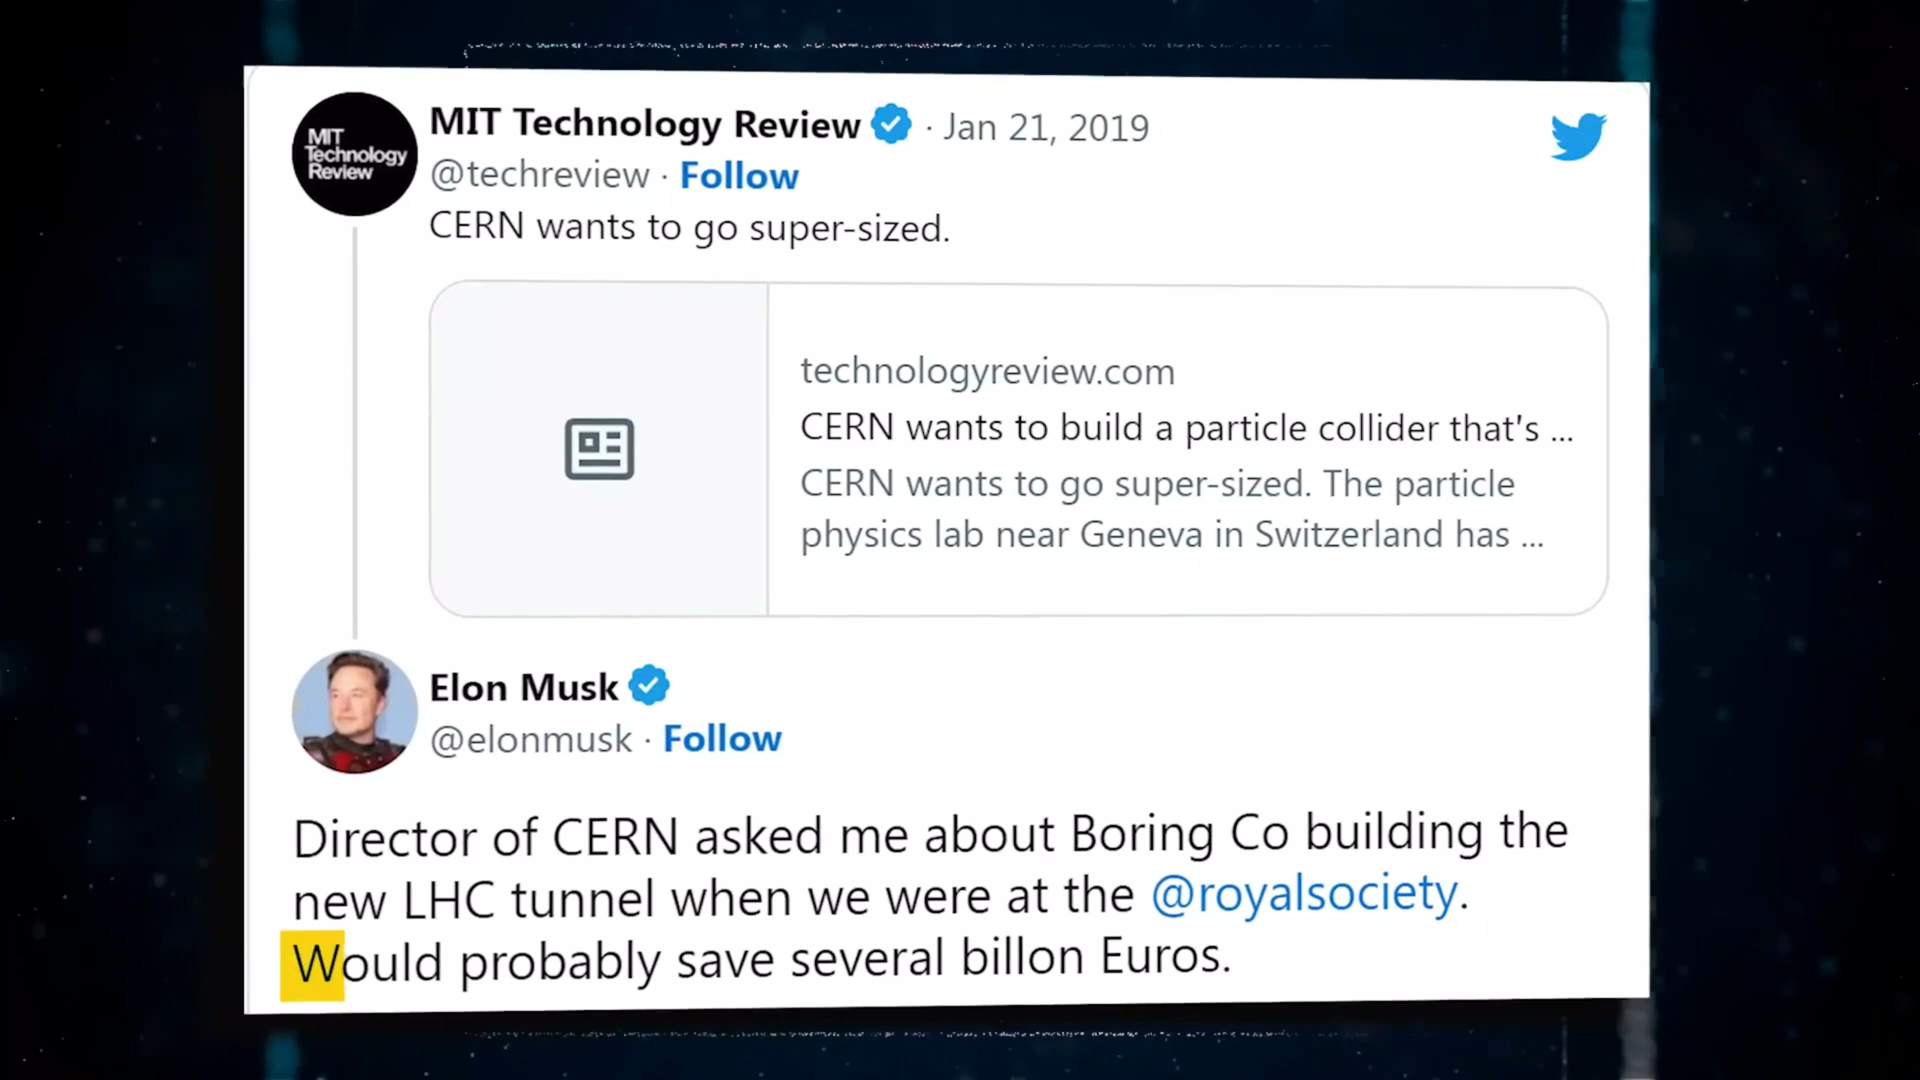 MIT
Technology
Review
MIT Technology Review · Jan 21, 2019
@techreview · Follow
CERN wants to go super-sized.
technologyreview.com
CERN wants to build a particle collider that's ...
CERN wants to go super-sized. The particle
physics lab near Geneva in Switzerland has ...
Elon Musk
@elonmusk · Follow
Director of CERN asked me about Boring Co building the
new LHC tunnel when we were at the @royalsociety.
Would probably save several billon Euros.